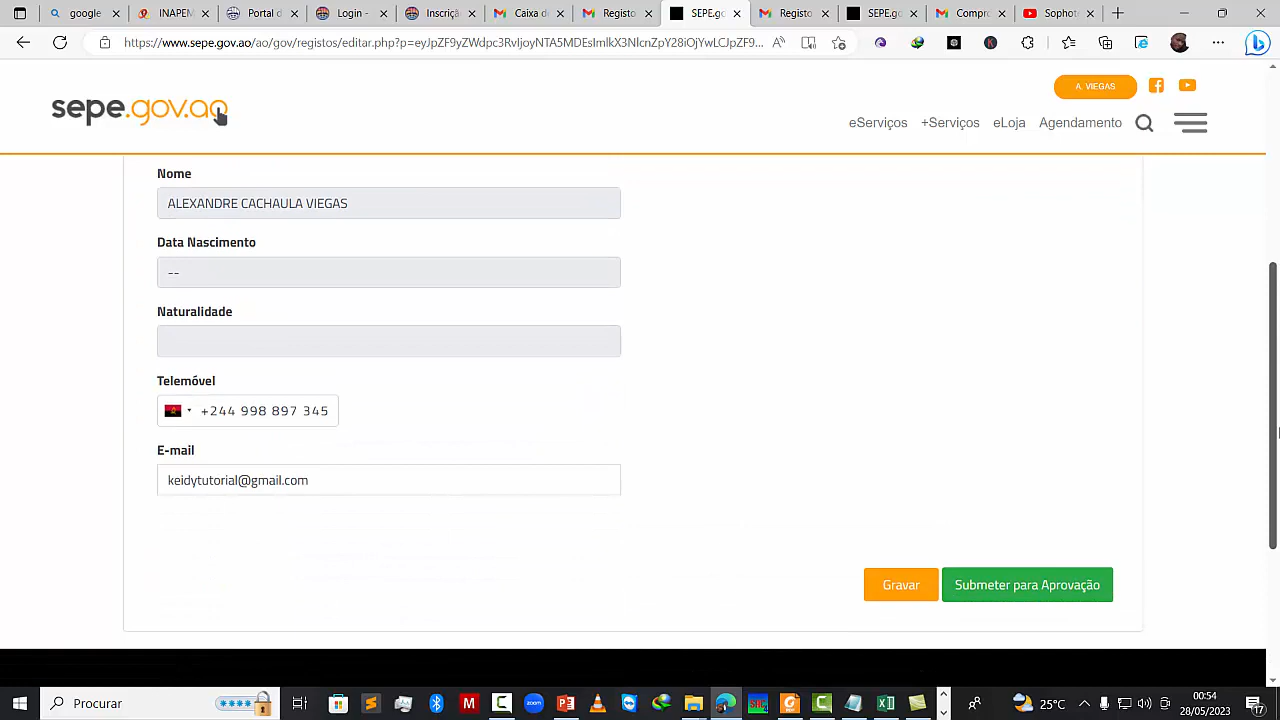 google
INAPEM
Portal d
Login -
Inscriçã
Caixa de
Registo
SEPE.go
Registo
SEPE.go
Compro
Sophot
https://www.sepe.gov.ao/ao/gov/registos/editar.php?p=eyJpZF9yZWdpc3RvIjoyNTA5MDEsImlkX3NlcnZpY28iOjYwLCJpZF9...
sepe.gov.ao
A. VIEGAS
eServiços
+Serviços
eLoja
Agendamento
Nome
ALEXANDRE CACHAULA VIEGAS
Data Nascimento
--
Naturalidade
Telemóvel
+244 998 897 345
E-mail
keidytutorial@gmail.com
Gravar
Submeter para Aprovação
Procurar
zoom
25°C
00:54
28/05/2023